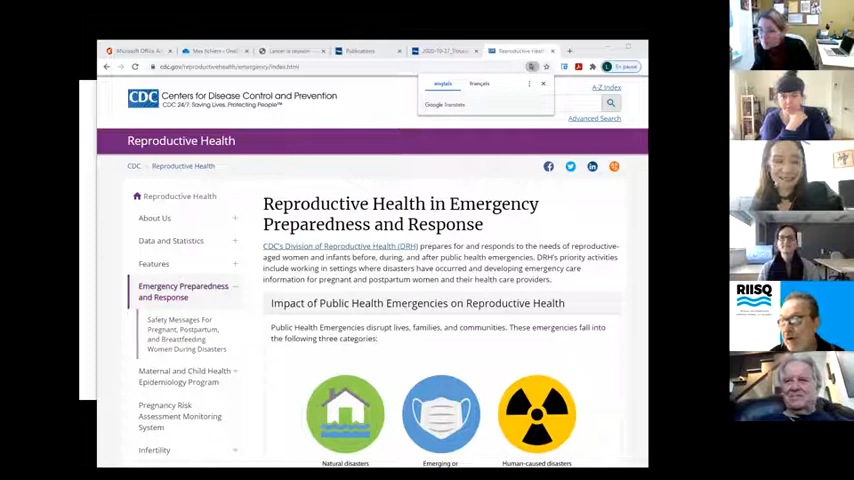 Microsoft Office Ac
Lancer la réunion
Publications
2020-10-27_Trousse
Reproductive Health
cdc.gov/reproductivehealth/emergency/index.html
En pause
anglais
français
Google Translate
A-Z Index
CDC
Centers for Disease Control and Prevention
CDC 24/7. Saving Lives, Protecting People™
Advanced Search
Reproductive Health
CDC
Reproductive Health
Reproductive Health
About Us
Data and Statistics
Features
Emergency Preparedness
and Response
Safety Messages For
Pregnant, Postpartum,
and Breastfeeding
Women During Disasters
Maternal and Child Health
Epidemiology Program
Pregnancy Risk
Assessment Monitoring
System
Infertility
Reproductive Health in Emergency
Preparedness and Response
CDC's Division of Reproductive Health (DRH) prepares for and responds to the needs of reproductive-
aged women and infants before, during, and after public health emergencies. DRH's priority activities
include working in settings where disasters have occurred and developing emergency care
information for pregnant and postpartum women and their health care providers.
Impact of Public Health Emergencies on Reproductive Health
Public Health Emergencies disrupt lives, families, and communities. These emergencies fall into
the following three categories:
Natural disasters
Emerging or
Human-caused disasters
RIISQ